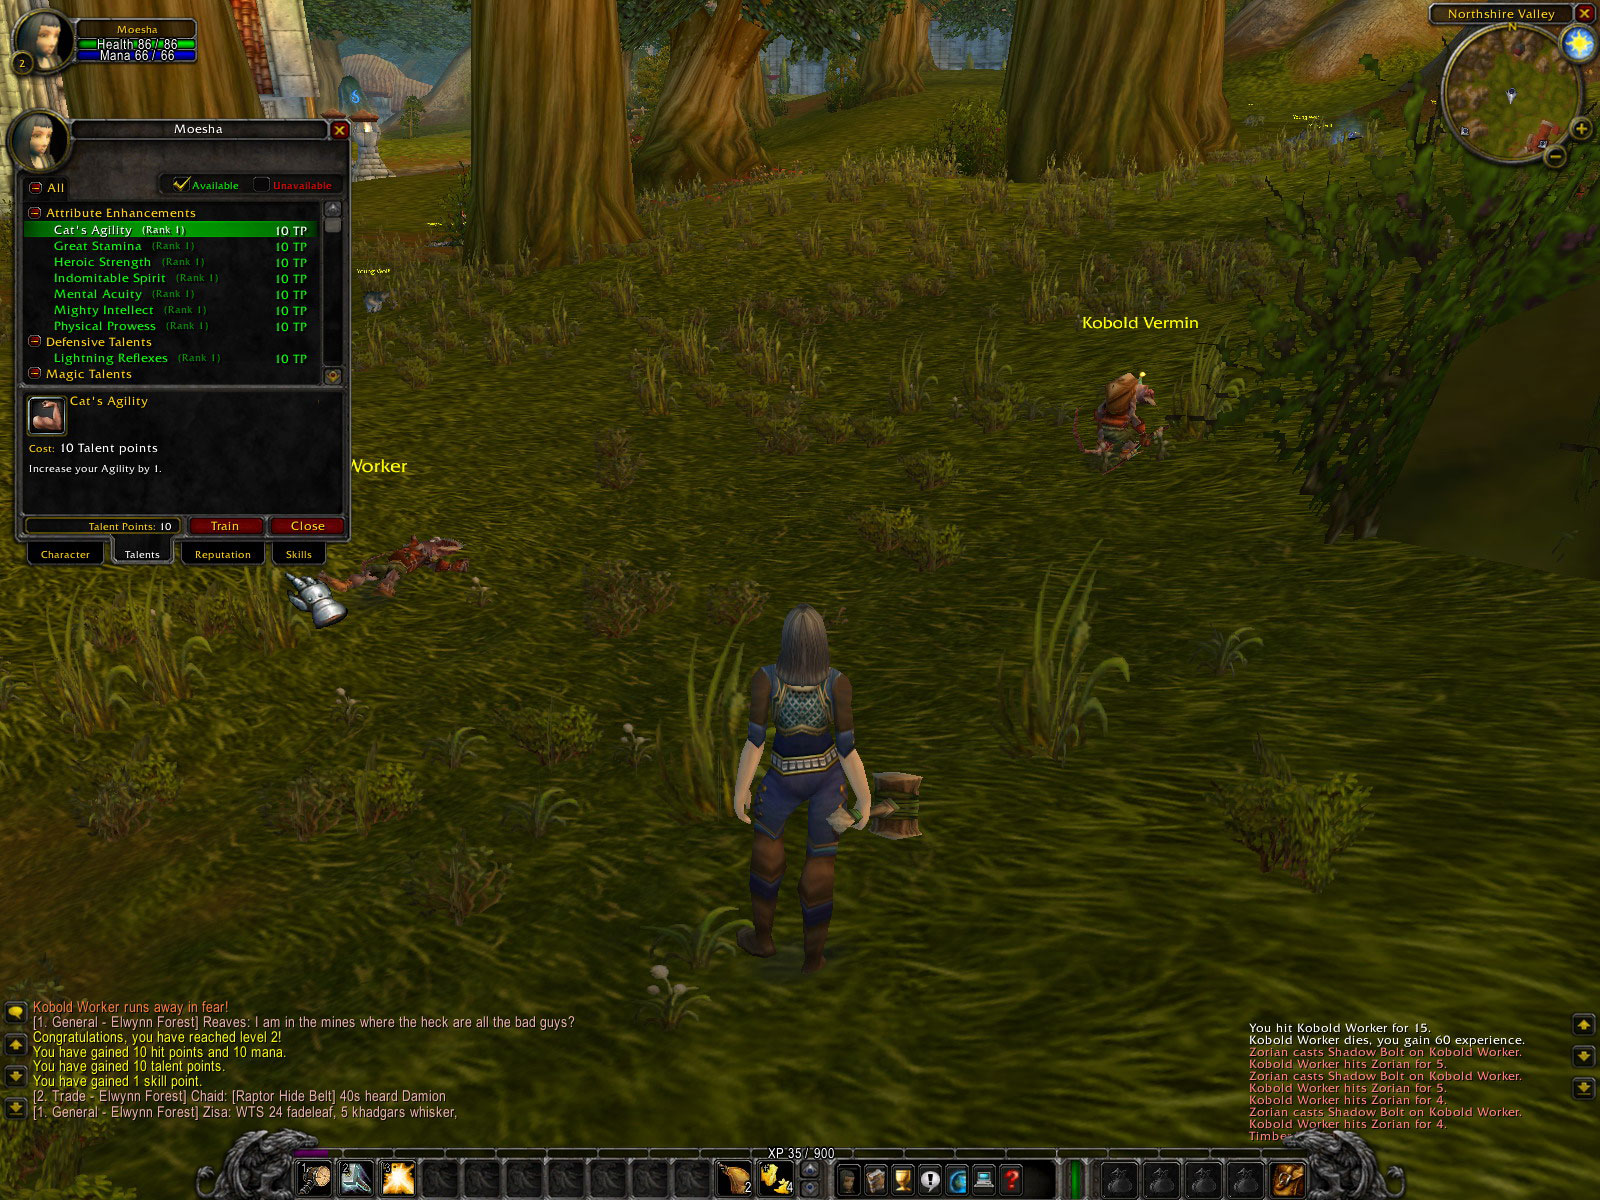 Moesha
Health 86 / 86
Mana 66 / 66
2
Northshire Valley
N
Moesha
All
Available
Unavailable
Attribute Enhancements
Cat's Agility (Rank 1) 10 TP
Great Stamina (Rank 1) 10 TP
Heroic Strength (Rank 1) 10 TP
Indomitable Spirit (Rank 1) 10 TP
Mental Acuity (Rank 1) 10 TP
Mighty Intellect (Rank 1) 10 TP
Physical Prowess (Rank 1) 10 TP
Defensive Talents
Lightning Reflexes (Rank 1) 10 TP
Magic Talents
Cat's Agility
Cost: 10 Talent points
Increase your Agility by 1.
Talent Points: 10
Train
Close
Character
Talents
Reputation
Skills
Young Wolf
Kobold Vermin
Worker
Kobold Worker runs away in fear!
[1. General - Elwynn Forest] Reaves: I am in the mines where the heck are all the bad guys?
Congratulations, you have reached level 2!
You have gained 10 hit points and 10 mana.
You have gained 10 talent points.
You have gained 1 skill point.
[2. Trade - Elwynn Forest] Chaid: [Raptor Hide Belt] 40s heard Damion
[1. General - Elwynn Forest] Zisa: WTS 24 fadeleaf, 5 khadgars whisker,
You hit Kobold Worker for 15.
Kobold Worker dies, you gain 60 experience.
Zorian casts Shadow Bolt on Kobold Worker.
Kobold Worker hits Zorian for 5.
Zorian casts Shadow Bolt on Kobold Worker.
Kobold Worker hits Zorian for 5.
Kobold Worker hits Zorian for 4.
Zorian casts Shadow Bolt on Kobold Worker.
Kobold Worker hits Zorian for 4.
Timber
XP 35 / 900
1
2
3
2
4